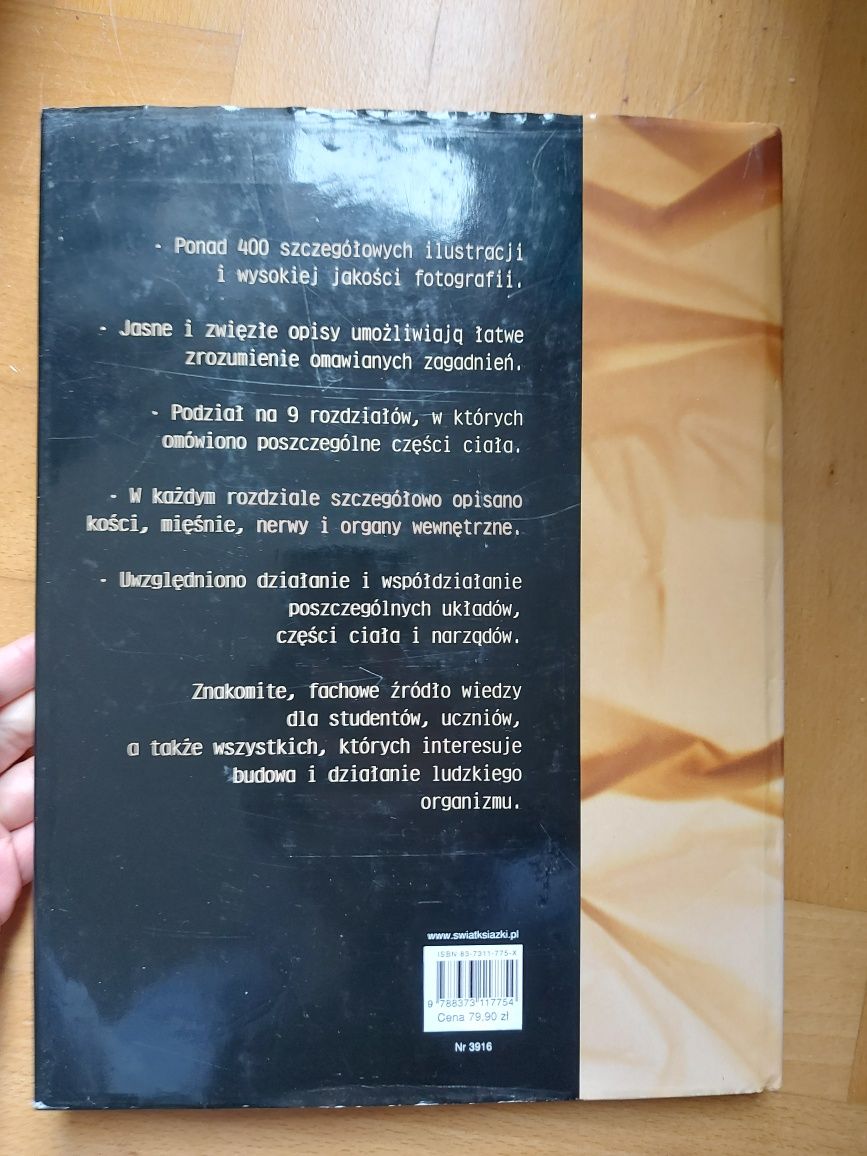 - Ponad 400 szczegółowych ilustracji
i wysokiej jakości fotografii.
- Jasne i zwięzłe opisy umożliwiają łatwe
zrozumienie omawianych zagadnień.
- Podział na 9 rozdziałów, w których
omówiono poszczególne części ciała.
- W każdym rozdziale szczegółowo opisano
kości, mięśnie, nerwy i organy wewnętrzne.
- Uwzględniono działanie i współdziałanie
poszczególnych układów,
części ciała i narządów.
Znakomite, fachowe źródło wiedzy
dla studentów, uczniów,
a także wszystkich, których interesuje
budowa i działanie ludzkiego
organizmu.
www.swiatksiazki.pl
ISBN 83-7311-775-X
9 788373 117754
Cena 79,90 zł
Nr 3916